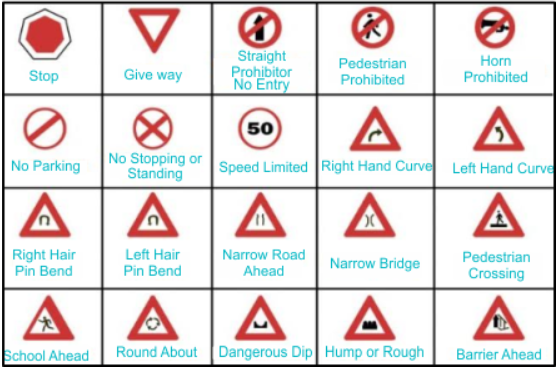 Stop
Give way
Straight
Prohibitor
No Entry
Pedestrian
Prohibited
Horn
Prohibited
No Parking
No Stopping or
Standing
50
Speed Limited
Right Hand Curve
Left Hand Curve
Right Hair
Pin Bend
Left Hair
Pin Bend
Narrow Road
Ahead
Narrow Bridge
Pedestrian
Crossing
School Ahead
Round About
Dangerous Dip
Hump or Rough
Barrier Ahead